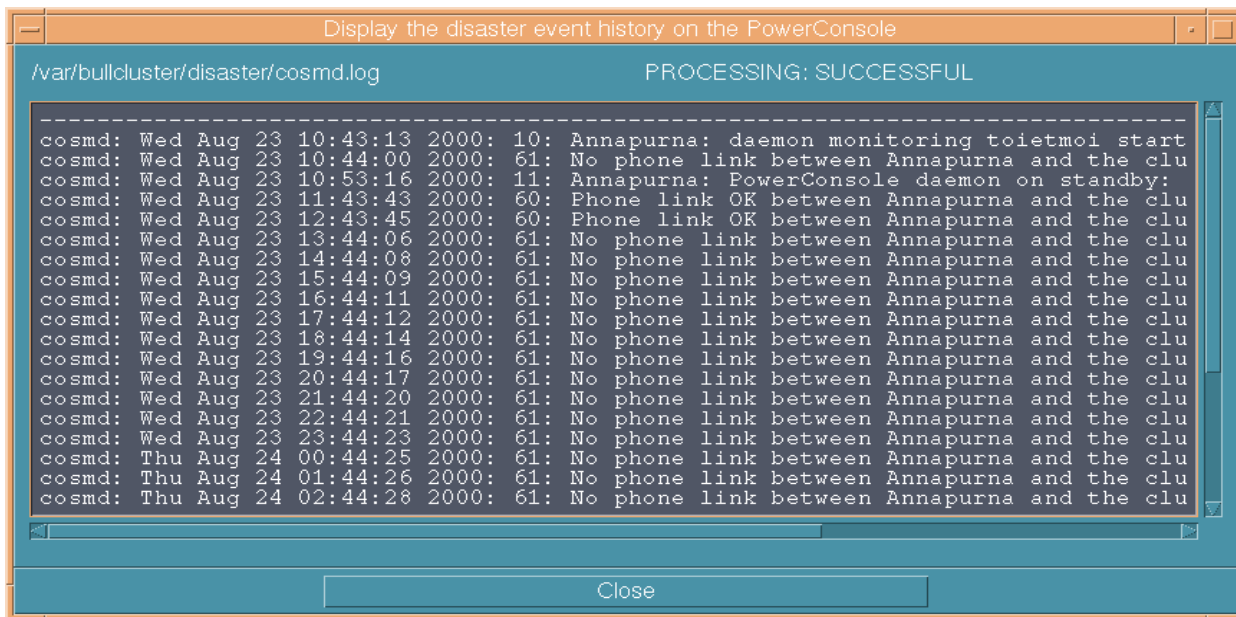 Display the disaster event history on the PowerConsole
/var/bullcluster/disaster/cosmd.log PROCESSING: SUCCESSFUL
--------------------------------------------------------------------------------
cosmd: Wed Aug 23 10:43:13 2000: 10: Annapurna: daemon monitoring toietmoi start
cosmd: Wed Aug 23 10:44:00 2000: 61: No phone link between Annapurna and the clu
cosmd: Wed Aug 23 10:53:16 2000: 11: Annapurna: PowerConsole daemon on standby:
cosmd: Wed Aug 23 11:43:43 2000: 60: Phone link OK between Annapurna and the clu
cosmd: Wed Aug 23 12:43:45 2000: 60: Phone link OK between Annapurna and the clu
cosmd: Wed Aug 23 13:44:06 2000: 61: No phone link between Annapurna and the clu
cosmd: Wed Aug 23 14:44:08 2000: 61: No phone link between Annapurna and the clu
cosmd: Wed Aug 23 15:44:09 2000: 61: No phone link between Annapurna and the clu
cosmd: Wed Aug 23 16:44:11 2000: 61: No phone link between Annapurna and the clu
cosmd: Wed Aug 23 17:44:12 2000: 61: No phone link between Annapurna and the clu
cosmd: Wed Aug 23 18:44:14 2000: 61: No phone link between Annapurna and the clu
cosmd: Wed Aug 23 19:44:16 2000: 61: No phone link between Annapurna and the clu
cosmd: Wed Aug 23 20:44:17 2000: 61: No phone link between Annapurna and the clu
cosmd: Wed Aug 23 21:44:20 2000: 61: No phone link between Annapurna and the clu
cosmd: Wed Aug 23 22:44:21 2000: 61: No phone link between Annapurna and the clu
cosmd: Wed Aug 23 23:44:23 2000: 61: No phone link between Annapurna and the clu
cosmd: Thu Aug 24 00:44:25 2000: 61: No phone link between Annapurna and the clu
cosmd: Thu Aug 24 01:44:26 2000: 61: No phone link between Annapurna and the clu
cosmd: Thu Aug 24 02:44:28 2000: 61: No phone link between Annapurna and the clu
Close